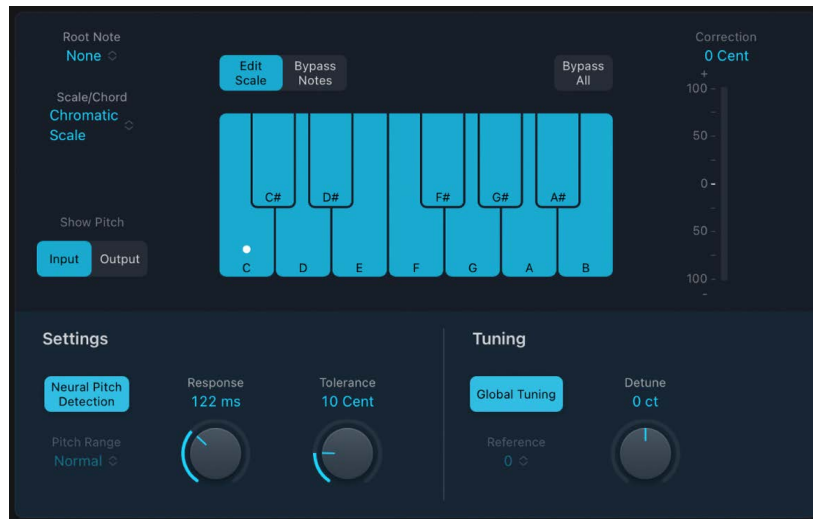 Root Note
None
Scale/Chord
Chromatic
Scale
Show Pitch
Input Output
Edit
Scale
Bypass
Notes
Bypass
All
C# D# F# G# A#
C D E F G A B
Correction
0 Cent
+
100
50
0
50
100
-
Settings
Neural Pitch
Detection
Pitch Range
Normal
Response
122 ms
Tolerance
10 Cent
Tuning
Global Tuning
Reference
0
Detune
0 ct